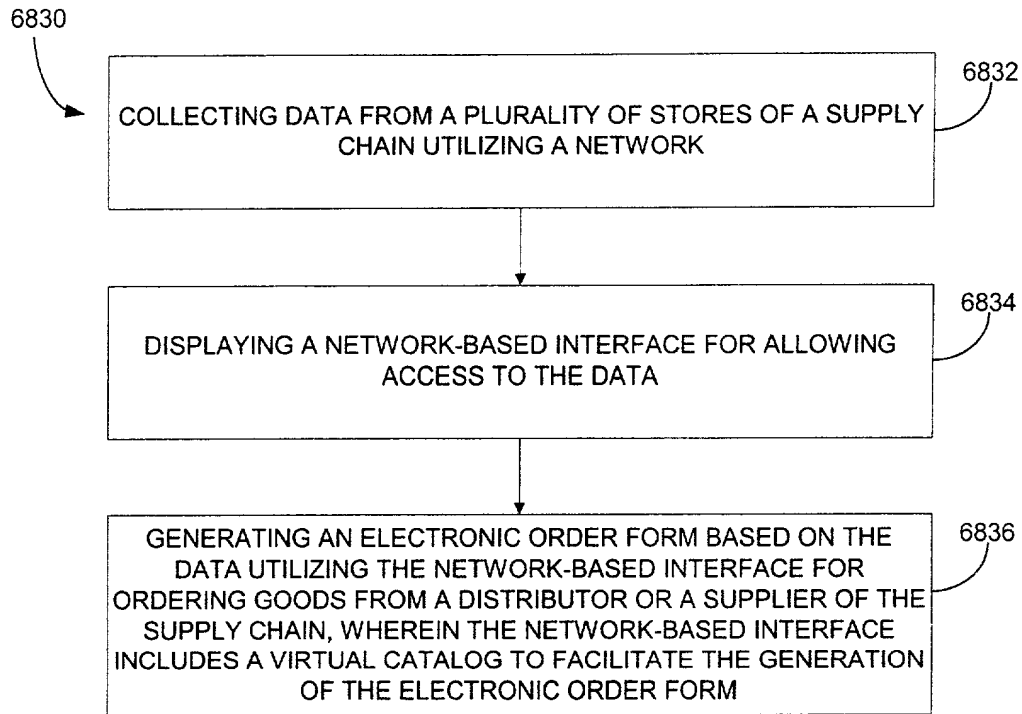 6830
6832
COLLECTING DATA FROM A PLURALITY OF STORES OF A SUPPLY
CHAIN UTILIZING A NETWORK
6834
DISPLAYING A NETWORK-BASED INTERFACE FOR ALLOWING
ACCESS TO THE DATA
6836
GENERATING AN ELECTRONIC ORDER FORM BASED ON THE
DATA UTILIZING THE NETWORK-BASED INTERFACE FOR
ORDERING GOODS FROM A DISTRIBUTOR OR A SUPPLIER OF THE
SUPPLY CHAIN, WHEREIN THE NETWORK-BASED INTERFACE
INCLUDES A VIRTUAL CATALOG TO FACILITATE THE GENERATION
OF THE ELECTRONIC ORDER FORM